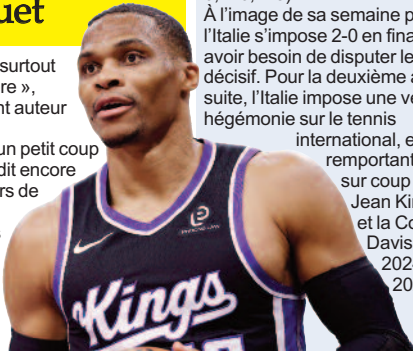 uet
surtout
re »,
nt auteur
un petit coup
dit encore
rs de
À l'image de sa semaine p
l'Italie s'impose 2-0 en fina
avoir besoin de disputer le
décisif. Pour la deuxième a
suite, l'Italie impose une v
hégémonie sur le tennis
international, e
remportant
sur coup
Jean Kin
et la Co
Davis
202
20
Kings